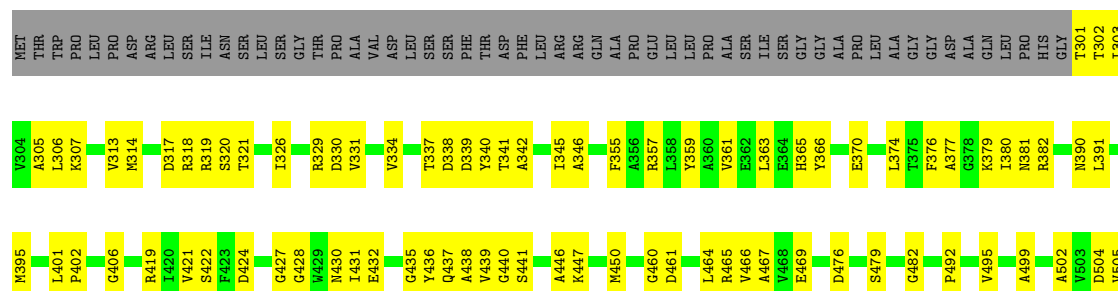 MET THR TRP PRO LEU PRO ASP ARG LEU SER ILE ASN SER LEU SER GLY THR PRO ALA VAL ASP LEU SER SER PHE THR ASP PHE LEU ARG ARG GLN ALA PRO GLU LEU LEU PRO ALA SER ILE SER GLY GLY ALA PRO LEU ALA GLY GLY ASP ALA GLN LEU PRO HIS GLY T301 T302
V304 A305 L306 K307 V313 M314 D317 R318 R319 S320 T321 I326 R329 D330 V331 V334 T337 D338 D339 Y340 T341 A342 I345 A346 F355 A356 R357 L358 Y359 A360 V361 E362 L363 E364 H365 Y366 E370 L374 T375 F376 A377 G378 K379 I380 N381 R382 N390 L391
M395 L401 P402 G406 R419 I420 V421 S422 F423 D424 G427 G428 W429 N430 I431 E432 G435 Y436 Q437 A438 V439 G440 S441 A446 K447 M450 G460 D461 L464 R465 V466 A467 V468 E469 D476 S479 G482 P492 V495 A499 A502 V503 D504